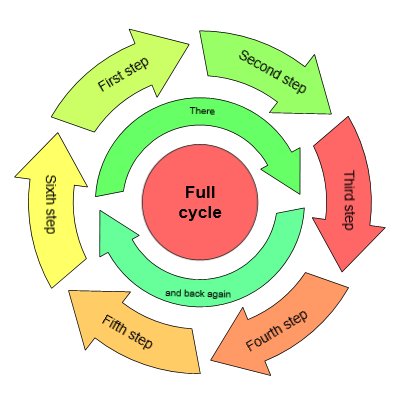 First step
Second step
Third step
Fourth step
Fifth step
Sixth step
There
and back again
Full
cycle